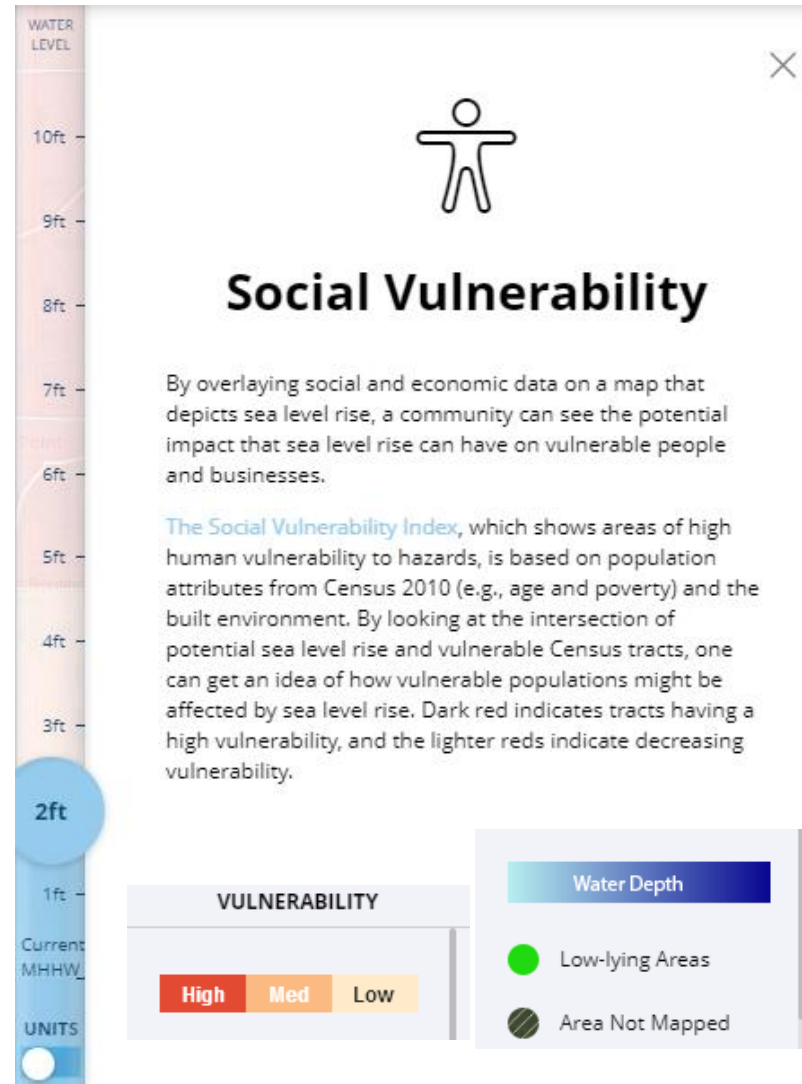 WATER
LEVEL
10ft
9ft
8ft
7ft
6ft
5ft
4ft
3ft
2ft
1ft
Current
MHHW
UNITS
Social Vulnerability
By overlaying social and economic data on a map that
depicts sea level rise, a community can see the potential
impact that sea level rise can have on vulnerable people
and businesses.
The Social Vulnerability Index, which shows areas of high
human vulnerability to hazards, is based on population
attributes from Census 2010 (e.g., age and poverty) and the
built environment. By looking at the intersection of
potential sea level rise and vulnerable Census tracts, one
can get an idea of how vulnerable populations might be
affected by sea level rise. Dark red indicates tracts having a
high vulnerability, and the lighter reds indicate decreasing
vulnerability.
VULNERABILITY
High Med Low
Water Depth
Low-lying Areas
Area Not Mapped